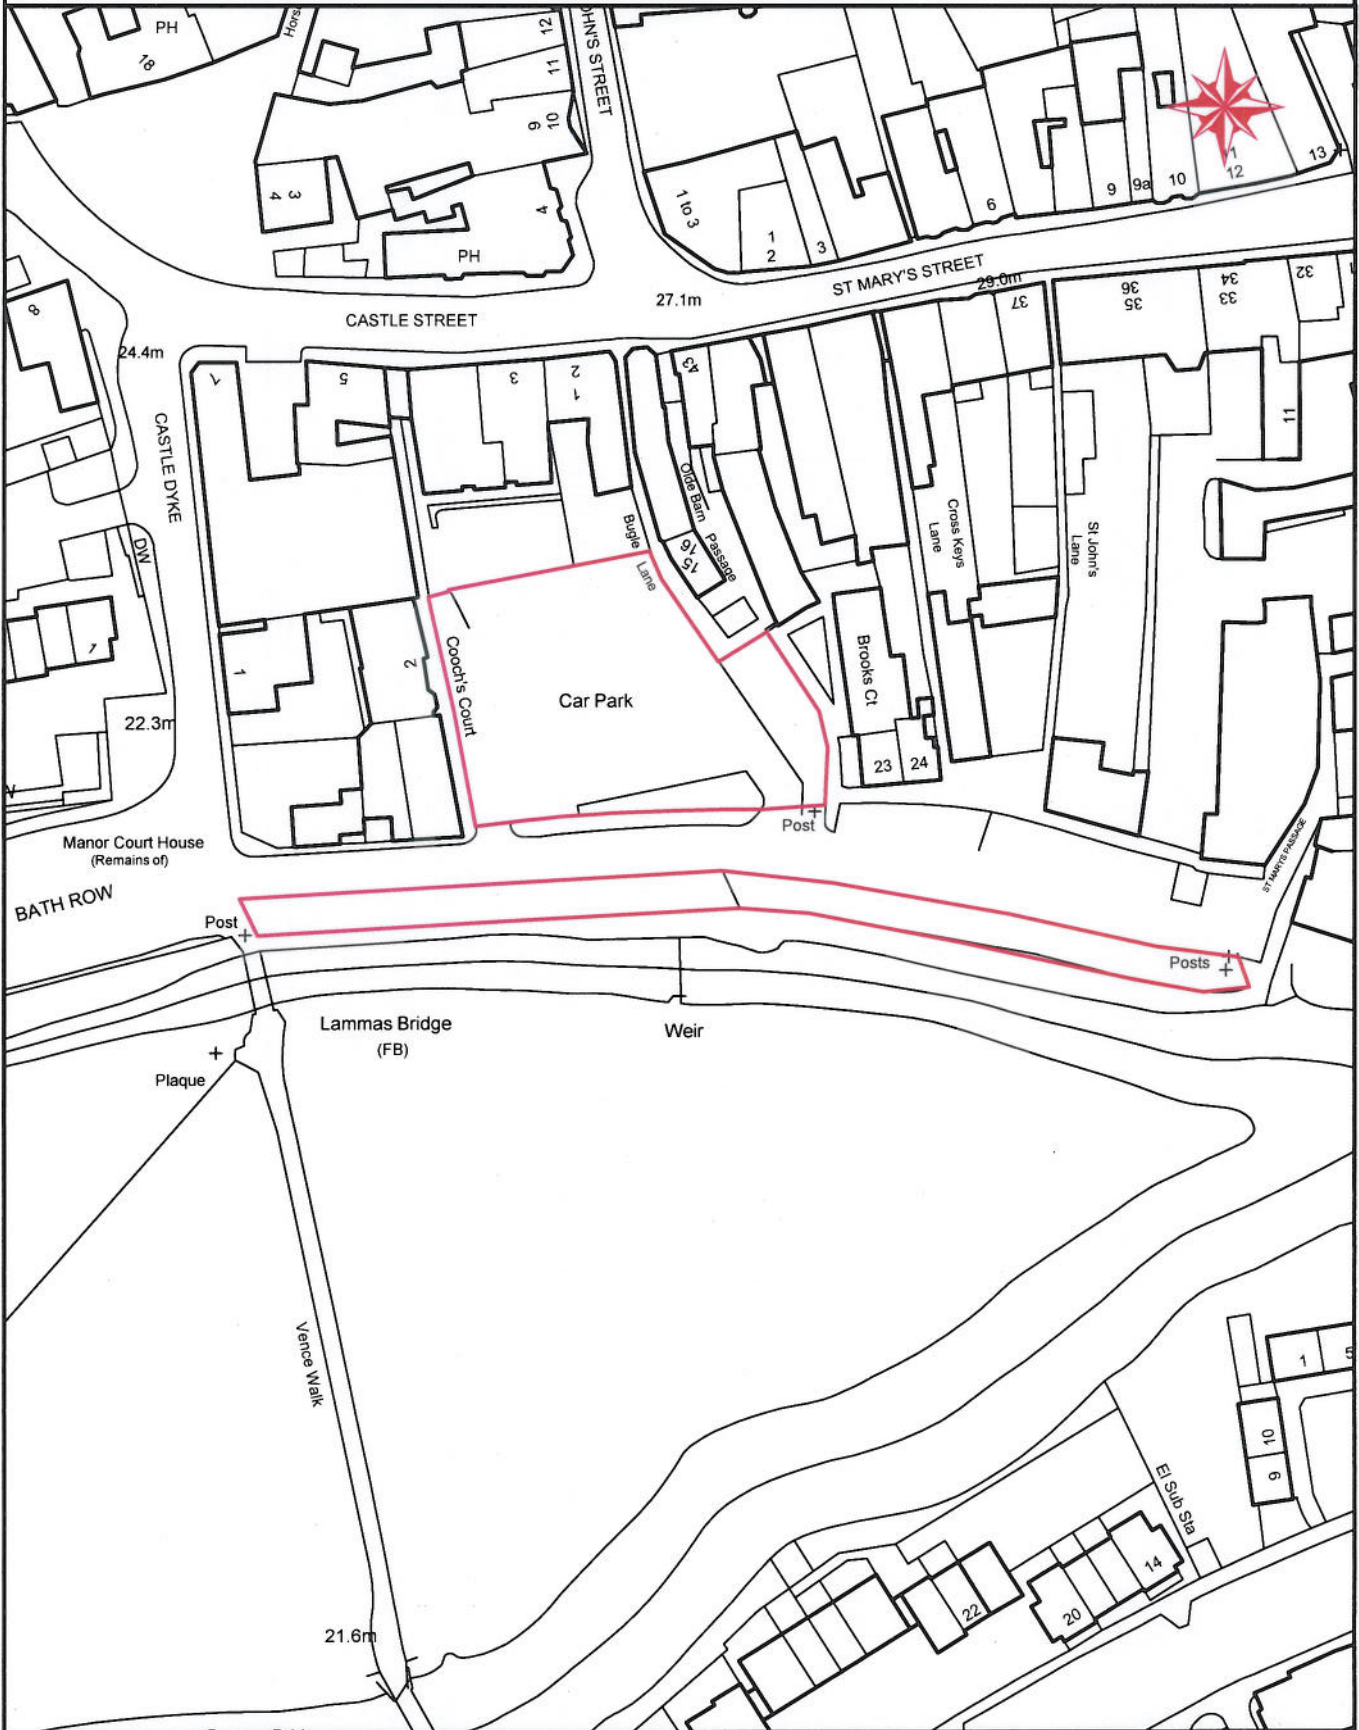 PH
18
Hors
12
11
10
9
OHN'S STREET
3
4
4
PH
1 to 3
1
2
3
6
9
9a
10
11
12
13
ST MARY'S STREET
29.0m
27.1m
CASTLE STREET
24.4m
8
CASTLE DYKE
DW
1
5
3
2
1
43
37
36
35
34
33
32
11
Olde Barn
Passage
16
15
Bugle
Lane
Cross Keys
Lane
St John's
Lane
1
2
Cooch's Court
Car Park
Brooks Ct
23
24
22.3m
Post
Manor Court House
(Remains of)
BATH ROW
ST MARY'S PASSAGE
Post
Posts
Lammas Bridge
(FB)
Weir
Plaque
Vence Walk
1
5
10
9
El Sub Sta
14
20
22
21.6m